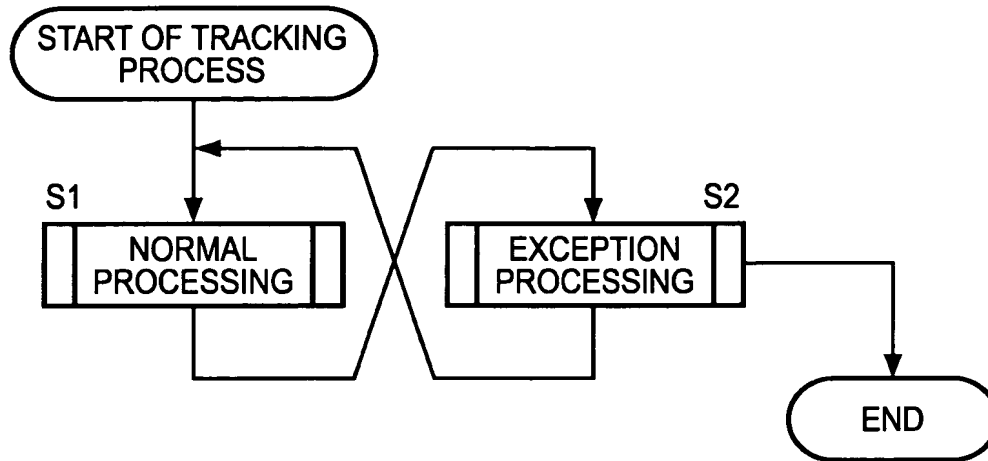 START OF TRACKING
PROCESS
S1
NORMAL
PROCESSING
S2
EXCEPTION
PROCESSING
END